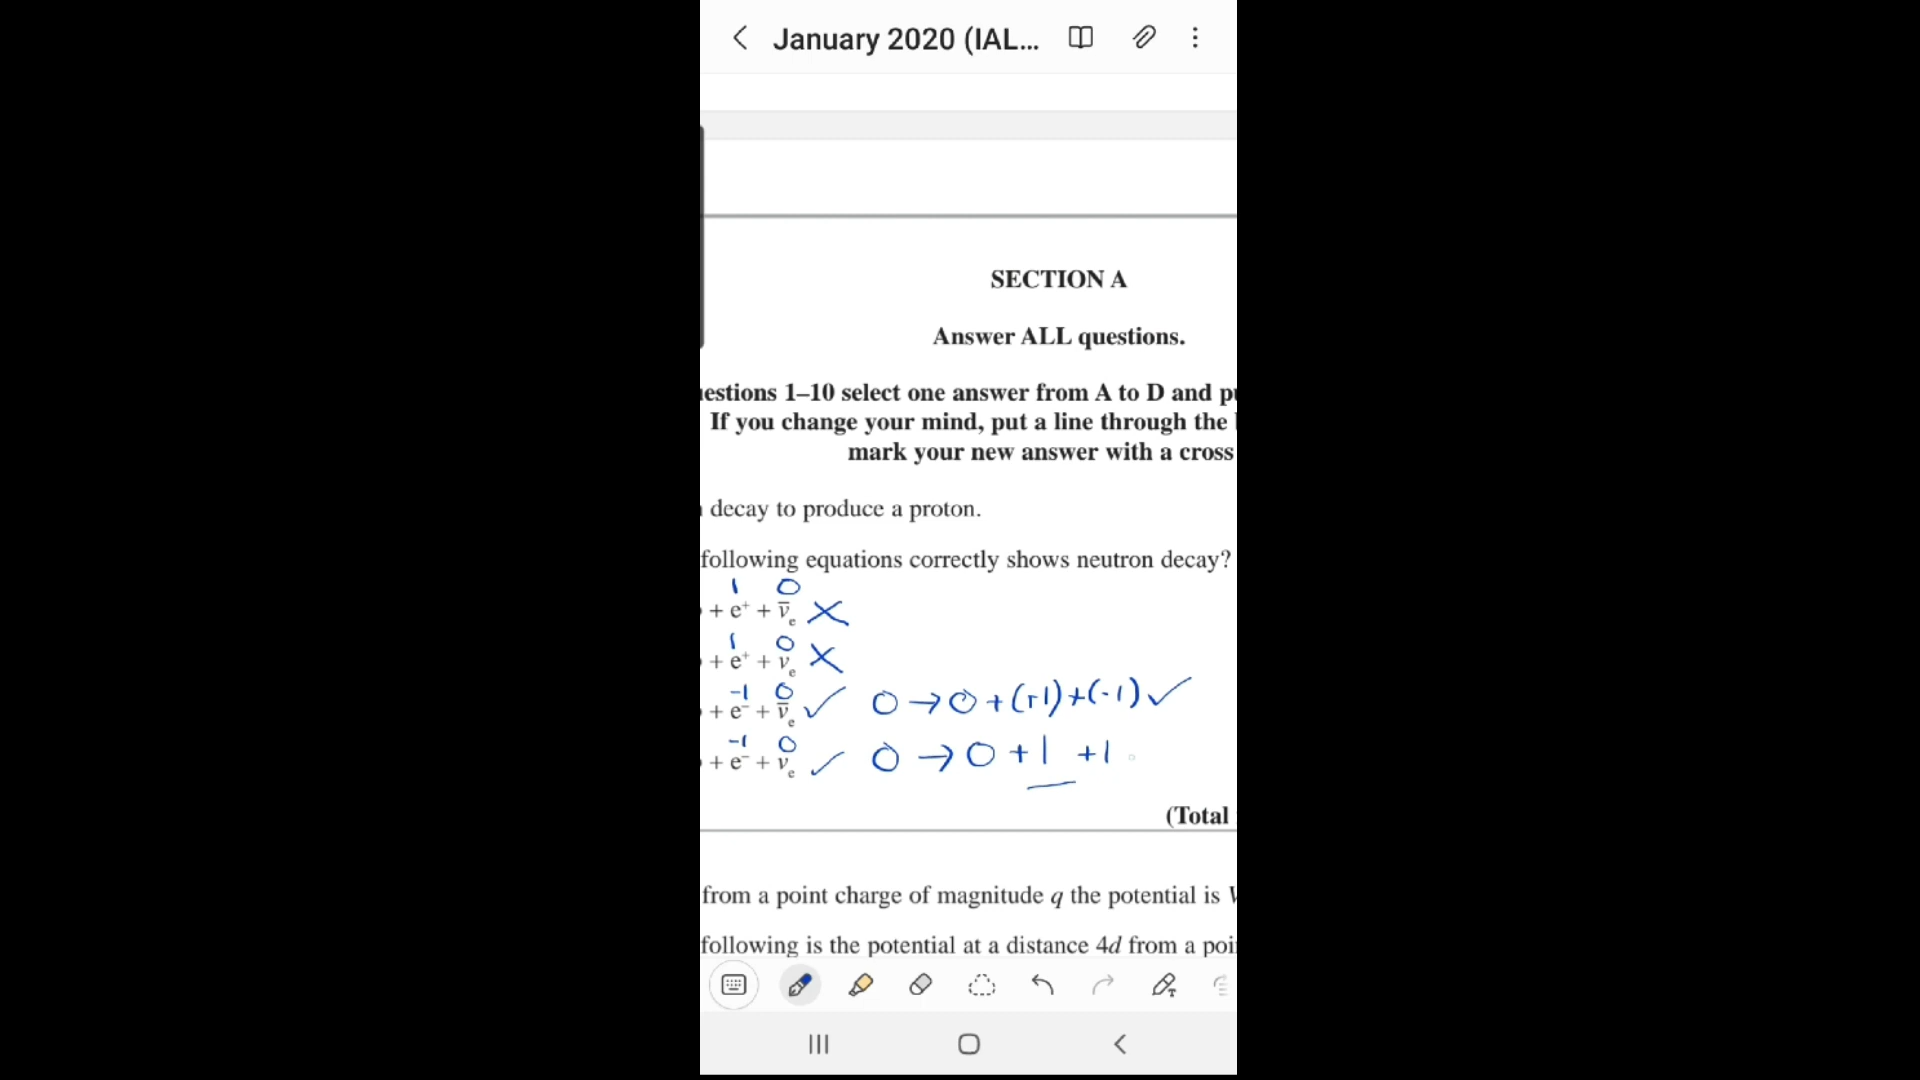 January 2020 (IAL...
SECTION A
Answer ALL questions.
estions 1–10 select one answer from A to D and p
If you change your mind, put a line through the
mark your new answer with a cross
decay to produce a proton.
following equations correctly shows neutron decay?
1 0
+ e⁺ + ν̅ₑ ✗
1 0
+ e⁺ + νₑ ✗
-1 0
+ e⁻ + ν̅ₑ ✓ 0 → 0 + (+1) + (-1) ✓
-1 0
+ e⁻ + νₑ ✓ 0 → 0 + 1 + 1
(Total
from a point charge of magnitude q the potential is V
following is the potential at a distance 4d from a poi